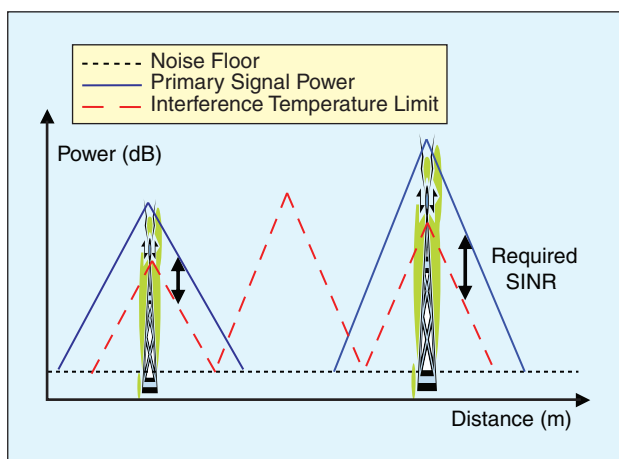 Noise Floor
Primary Signal Power
Interference Temperature Limit
Power (dB)
Required
SINR
Distance (m)